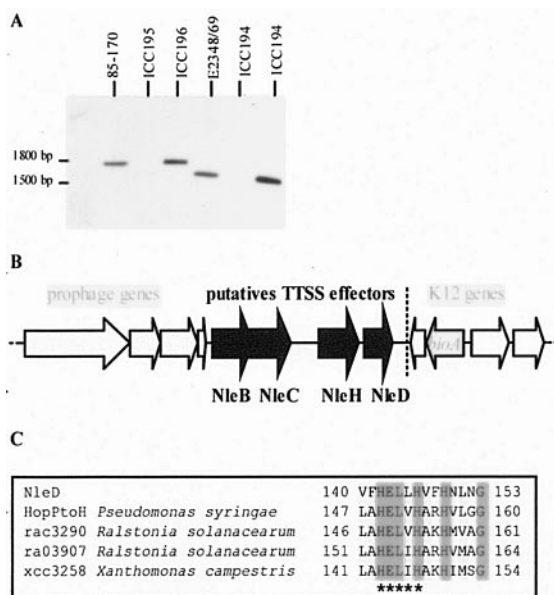 A
85-170
ICC195
ICC196
E2348/69
ICC194
ICC194
1800 bp
1500 bp
B
prophage genes
putatives TTSS effectors
K12 genes
bioA
NleB NleC NleH NleD
C
NleD 140 VFHELLHVFHNLNG 153
HopPtoH Pseudomonas syringae 147 LAHELVHARHVLGG 160
rac3290 Ralstonia solanacearum 146 LAHELVHAKHMVAG 161
ra03907 Ralstonia solanacearum 151 LAHELIHARHVMAG 164
xcc3258 Xanthomonas campestris 141 LAHELIHAKHIMSG 154
*****